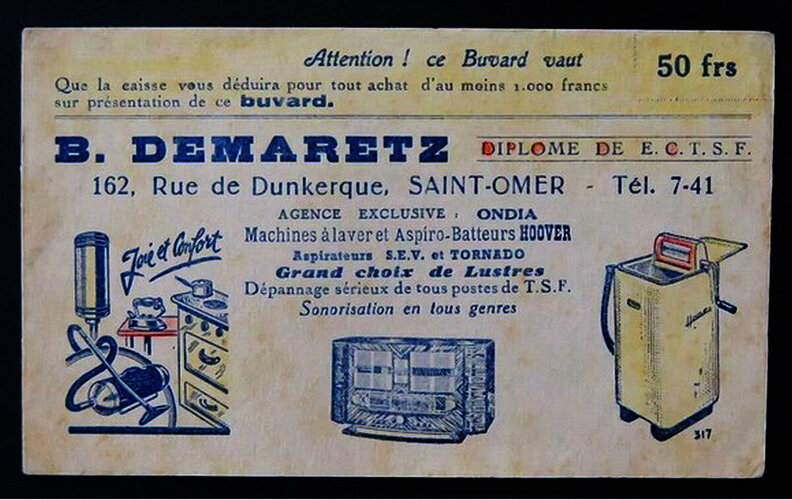 Attention ! ce Buvard vaut
50 frs
Que la caisse vous déduira pour tout achat d'au moins 1.000 francs
sur présentation de ce buvard.
B. DEMARETZ
DIPLOME DE E. C. T. S. F.
162, Rue de Dunkerque, SAINT-OMER - Tél. 7-41
AGENCE EXCLUSIVE : ONDIA
Machines à laver et Aspiro-Batteurs HOOVER
Aspirateurs S.E.V. et TORNADO
Grand choix de Lustres
Dépannage sérieux de tous postes de T.S.F.
Sonorisation en tous genres
Joie et Confort
Hoover
317